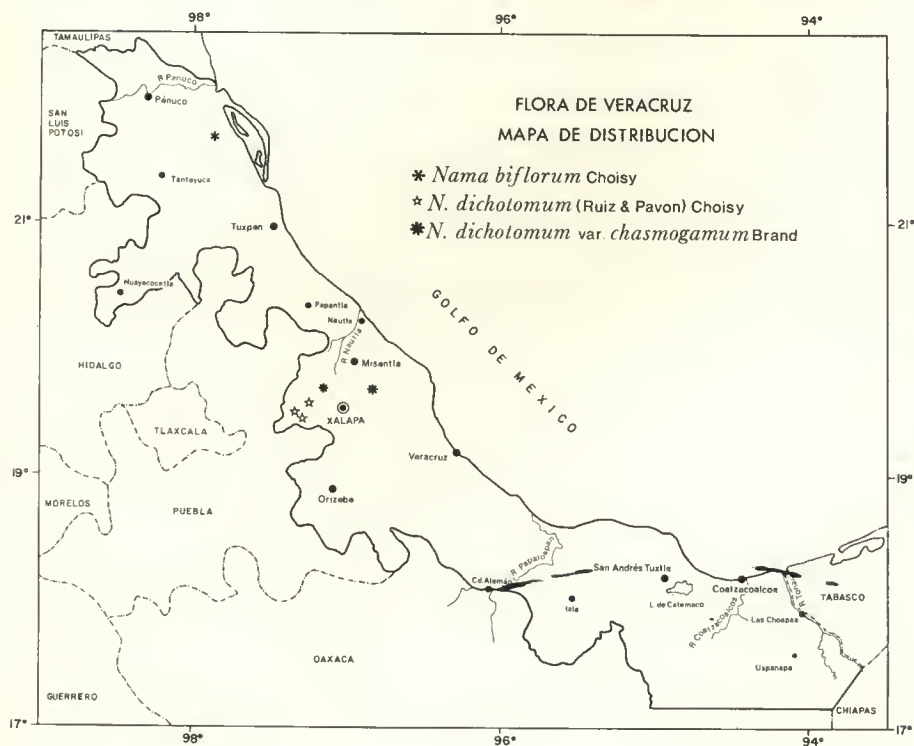 98°
96°
94°
TAMAULIPAS
R Panuco
Pánuco
SAN
LUIS
POTOSI
FLORA DE VERACRUZ
MAPA DE DISTRIBUCION
* Nama biflorum Choisy
☆ N. dichotomum (Ruiz & Pavon) Choisy
✱ N. dichotomum var. chasmogamum Brand
Tantoyuca
21°
21°
Tuxpan
Huayacocotla
Papantla
Nautla
R Nautla
GOLFO DE MEXICO
HIDALGO
Misantla
XALAPA
TLAXCALA
Veracruz
19°
19°
Orizaba
MORELOS
PUEBLA
R Papaloapan
Cd. Alemán
San Andrés Tuxtla
Coatzacoalcos
R Tonalá
TABASCO
Isla
L de Catemaco
R Coatzacoalcos
Las Choapas
Uxpanapa
OAXACA
GUERRERO
CHIAPAS
17°
17°
98°
96°
94°